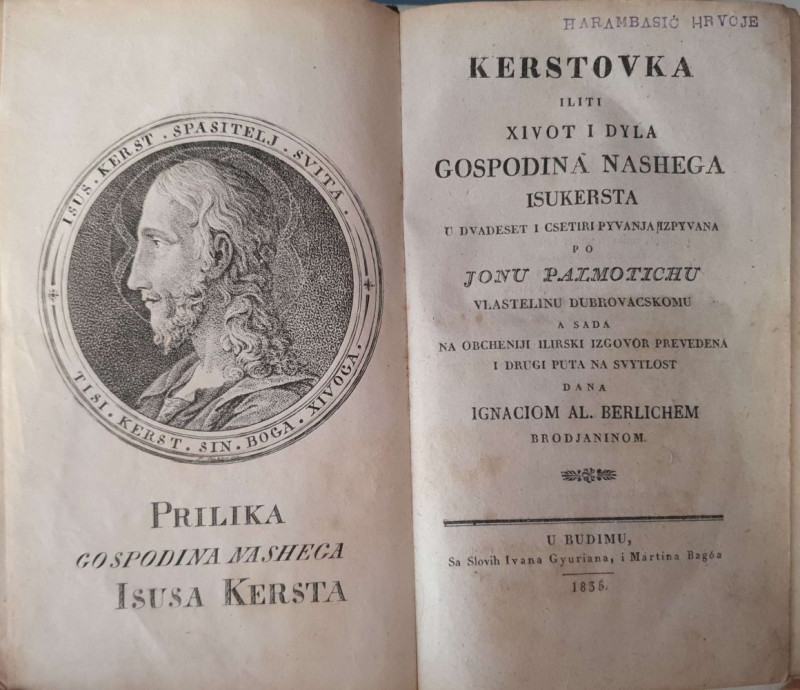 ISUS . KERST . SPASITELJ . SVITA .
TISI . KERST . SIN . BOGA . XIVOGA .
PRILIKA
GOSPODINA NASHEGA
ISUSA KERSTA
HARAMBASIĆ HRVOJE
KERSTOVKA
ILITI
XIVOT I DYLA
GOSPODINA NASHEGA
ISUKERSTA
U DVADESET I CSETIRI PYVANJA IZPYVANA
PO
JONU PALMOTICHU
VLASTELINU DUBROVACSKOMU
A SADA
NA OBCHENIJI ILIRSKI IZGOVOR PREVEDENA
I DRUGI PUTA NA SVYTLOST
DANA
IGNACIOM AL. BERLICHEM
BRODJANINOM.
U BUDIMU,
Sa Slovih Ivana Gyuriana, i Martina Bagóa
1835.